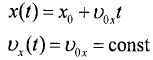 x(t) = x₀ + υ₀ₓt
υₓ(t) = υ₀ₓ = const